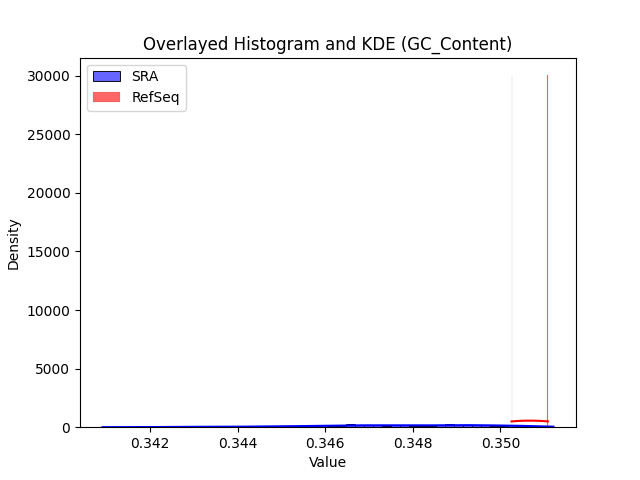 Overlayed Histogram and KDE (GC_Content)
SRA
RefSeq
30000
25000
20000
15000
10000
5000
0
Density
0.342 0.344 0.346 0.348 0.350
Value